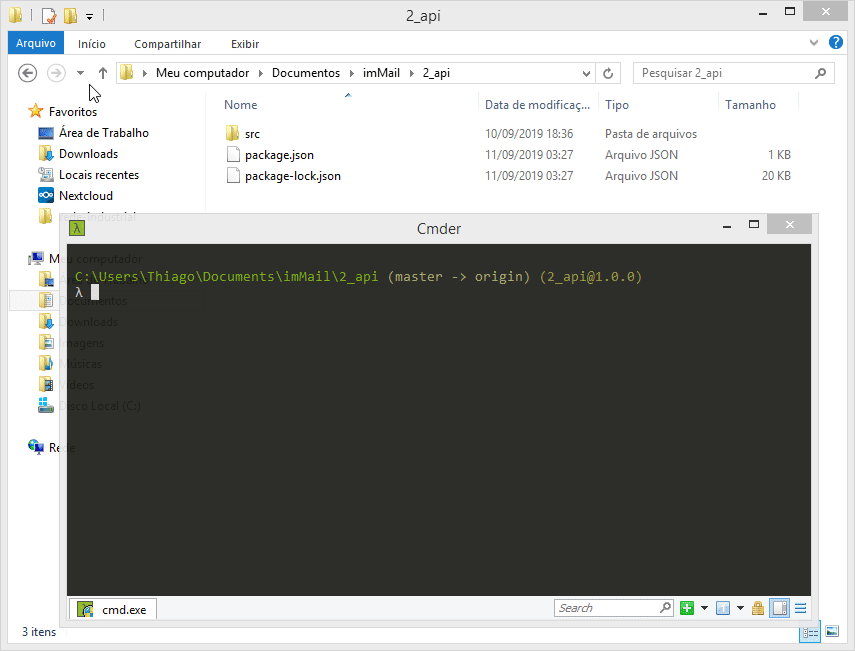 2_api
Arquivo Início Compartilhar Exibir
Meu computador Documentos imMail 2_api
Pesquisar 2_api
Favoritos
Área de Trabalho
Downloads
Locais recentes
Nextcloud
rede industrial
Meu computador
Documentos
Downloads
Imagens
Músicas
Vídeos
Disco Local (C:)
Rede
Nome Data de modificaç... Tipo Tamanho
src 10/09/2019 18:36 Pasta de arquivos
package.json 11/09/2019 03:27 Arquivo JSON 1 KB
package-lock.json 11/09/2019 03:27 Arquivo JSON 20 KB
λ Cmder
C:\Users\Thiago\Documents\imMail\2_api (master -> origin) (2_api@1.0.0)
λ
cmd.exe
Search
3 itens